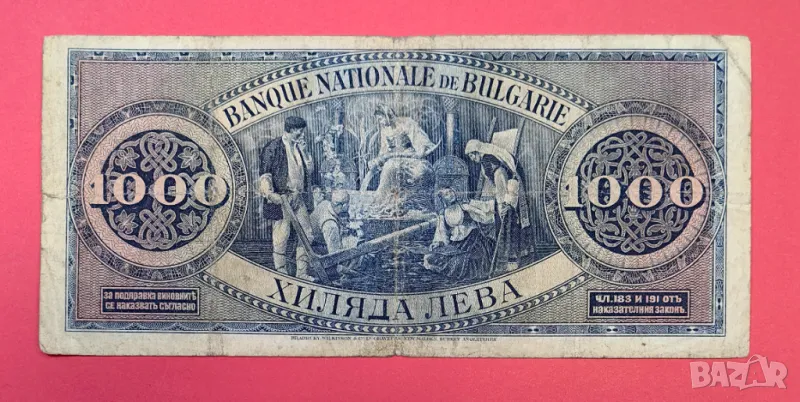 BANQUE NATIONALE DE BULGARIE
1000
1000
ХИЛЯДА ЛЕВА
ЗА ПОДПРАВКА ВИНОВНИТѢ
СЕ НАКАЗВАТЪ СЪГЛАСНО
ЧЛ.183 И 191 ОТЪ
НАКАЗАТЕЛНИЯ ЗАКОНЪ.
BAZAR